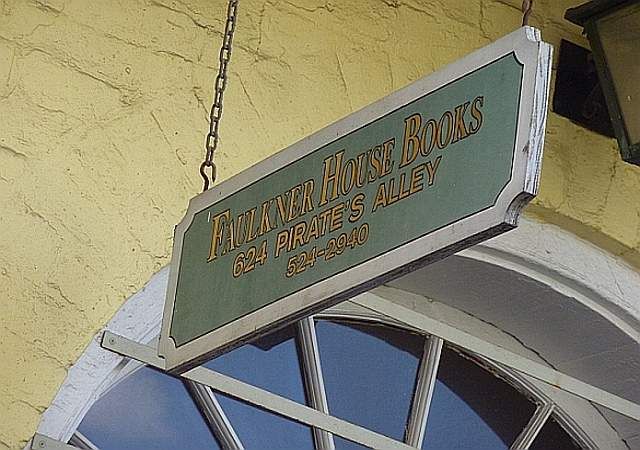 FAULKNER HOUSE BOOKS
624 PIRATE'S ALLEY
524-2940